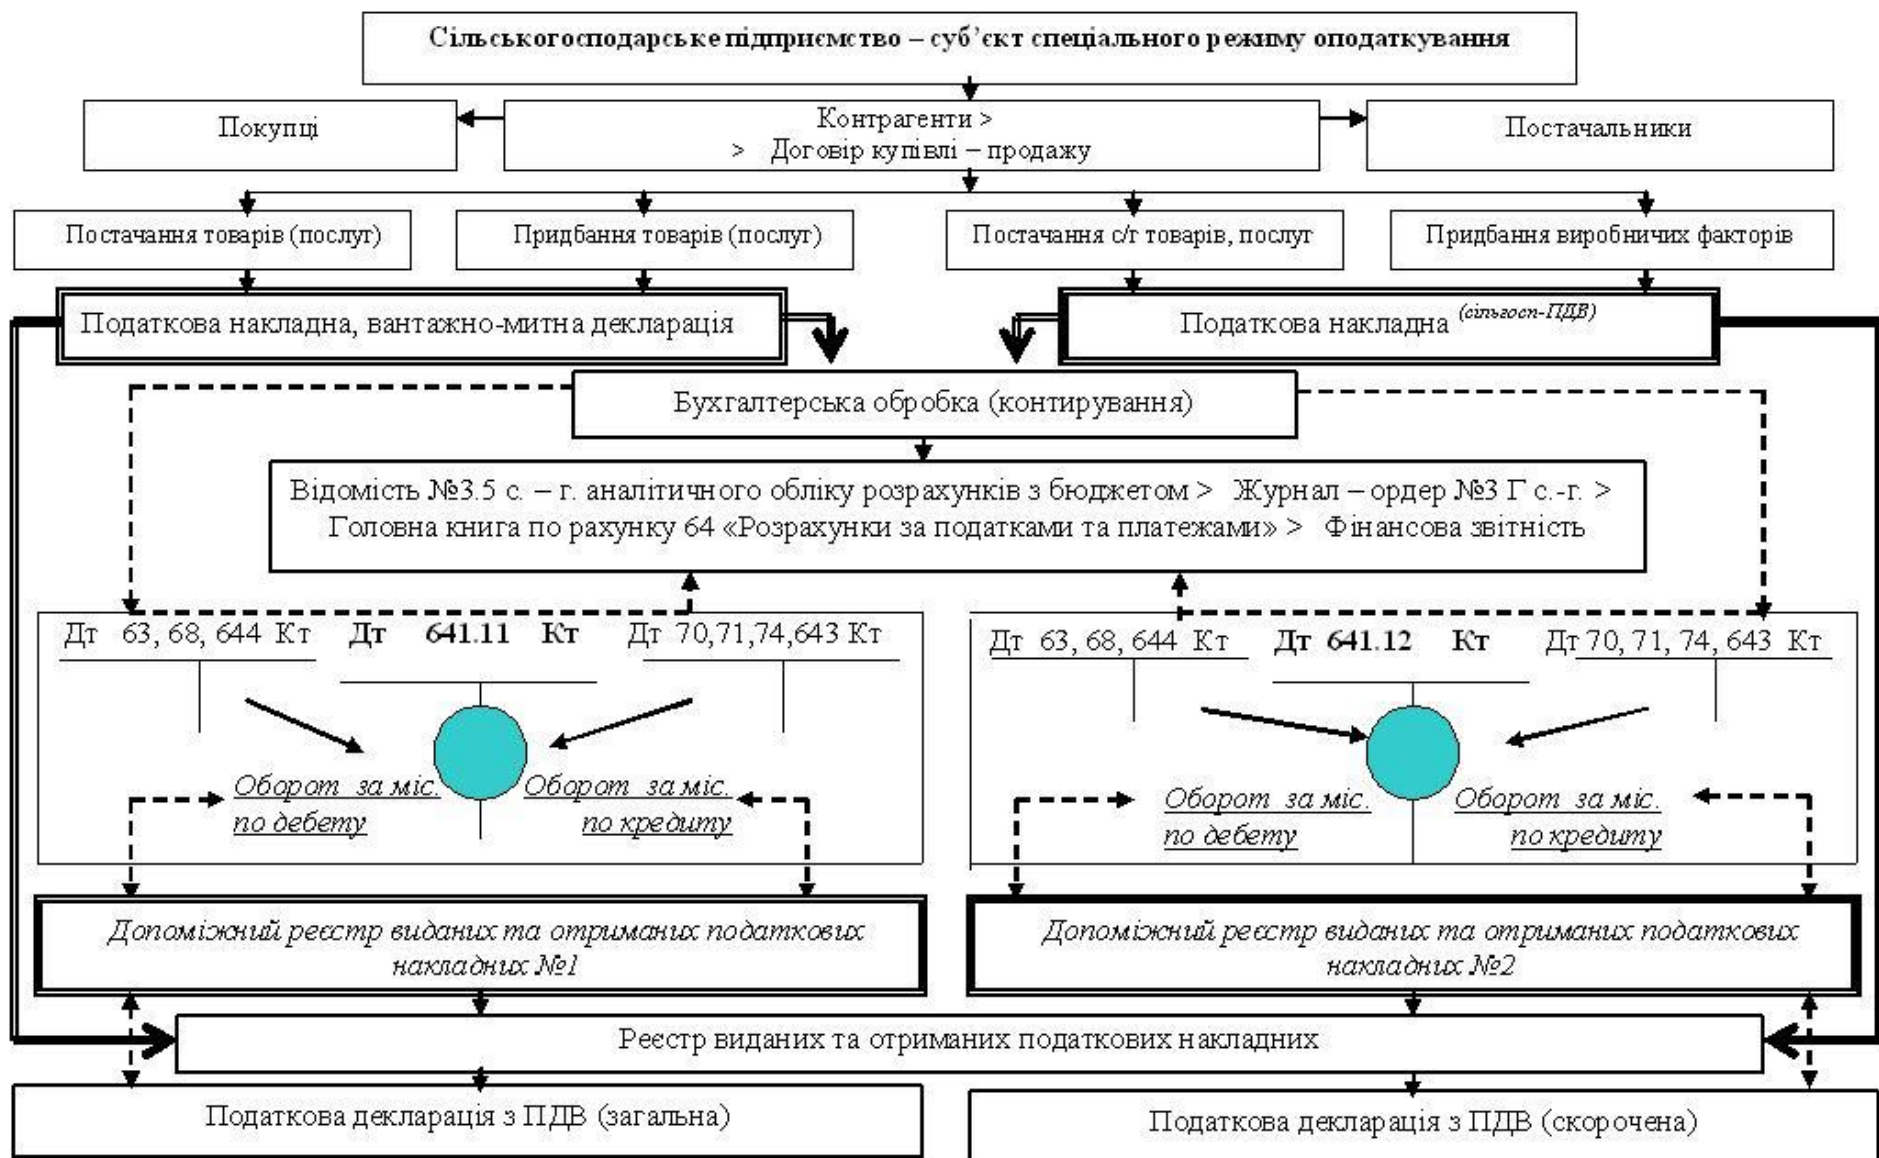 Сільськогосподарське підприємство – суб’єкт спеціального режиму оподаткування
Покупці
Контрагенти >
> Договір купівлі – продажу
Постачальники
Постачання товарів (послуг)
Придбання товарів (послуг)
Постачання с/г товарів, послуг
Придбання виробничих факторів
Податкова накладна, вантажно-митна декларація
Податкова накладна (сільгосп-ПДВ)
Бухгалтерська обробка (контирування)
Відомість №3.5 с. – г. аналітичного обліку розрахунків з бюджетом > Журнал – ордер №3 Г с.-г. >
Головна книга по рахунку 64 «Розрахунки за податками та платежами» > Фінансова звітність
Дт 63, 68, 644 Кт Дт 641.11 Кт Дт 70,71,74,643 Кт
Оборот за міс. по дебету
Оборот за міс. по кредиту
Дт 63, 68, 644 Кт Дт 641.12 Кт Дт 70, 71, 74, 643 Кт
Оборот за міс. по дебету
Оборот за міс. по кредиту
Допоміжний реєстр виданих та отриманих податкових
накладних №1
Допоміжний реєстр виданих та отриманих податкових
накладних №2
Реєстр виданих та отриманих податкових накладних
Податкова декларація з ПДВ (загальна)
Податкова декларація з ПДВ (скорочена)